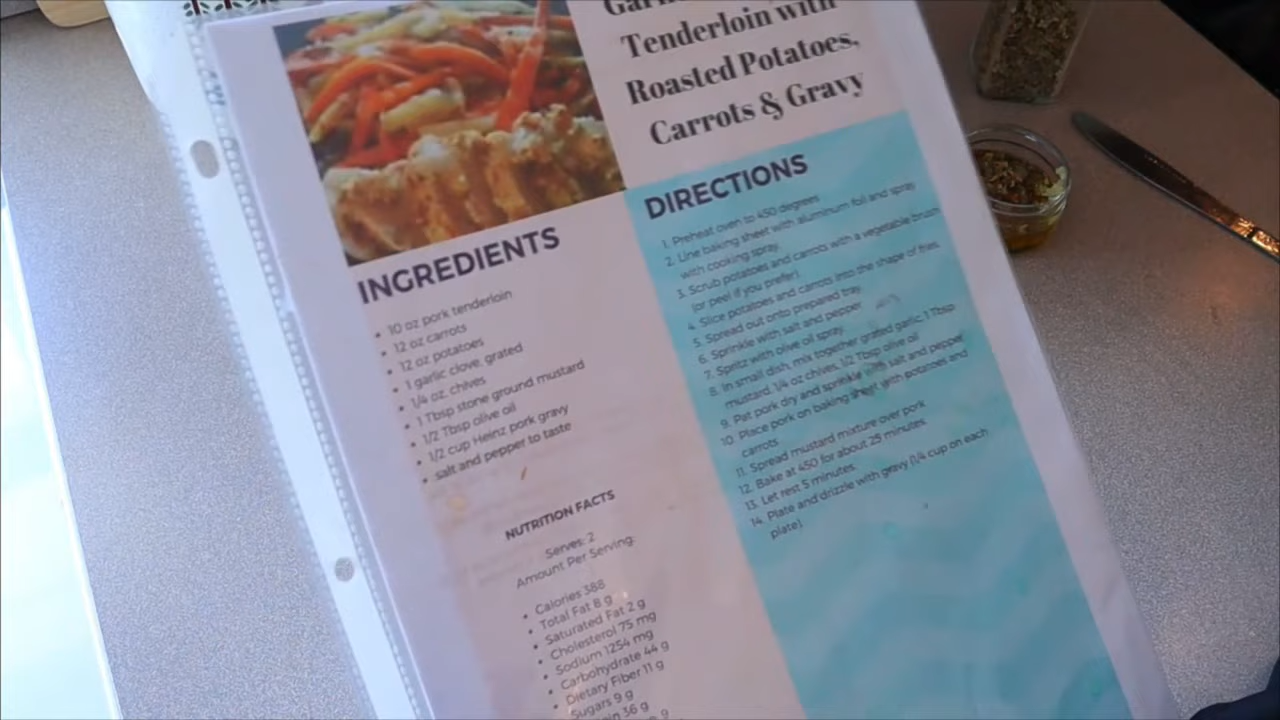 Tenderloin with
Roasted Potatoes,
Carrots & Gravy
INGREDIENTS
• 10 oz pork tenderloin
• 12 oz carrots
• 12 oz potatoes
• 1 garlic clove, grated
• 1/4 oz. chives
• 1 Tbsp stone ground mustard
• 1/2 Tbsp olive oil
• 1/2 cup Heinz pork gravy
• salt and pepper to taste
NUTRITION FACTS
Serves: 2
Amount Per Serving:
• Calories 388
• Total Fat 8 g
• Saturated Fat 2 g
• Cholesterol 75 mg
• Sodium 1254 mg
• Carbohydrate 44 g
• Dietary Fiber 11 g
• Sugars 9 g
36 g
DIRECTIONS
1. Preheat oven to 450 degrees
2. Line baking sheet with aluminum foil and spray
with cooking spray.
3. Scrub potatoes and carrots with a vegetable brush
(or peel if you prefer).
4. Slice potatoes and carrots into the shape of fries.
5. Spread out onto prepared tray.
6. Sprinkle with salt and pepper
7. Spritz with olive oil spray.
8. In small dish, mix together grated garlic, 1 Tbsp
mustard, 1/4 oz chives, 1/2 Tbsp olive oil
9. Pat pork dry and sprinkle with salt and pepper
10. Place pork on baking sheet with potatoes and
carrots
11. Spread mustard mixture over pork
12. Bake at 450 for about 25 minutes.
13. Let rest 5 minutes.
14. Plate and drizzle with gravy (1/4 cup on each
plate).